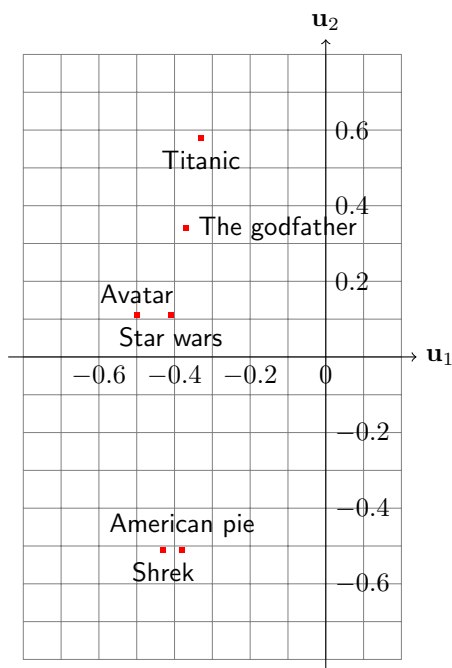 u₂
0.6
Titanic
0.4
The godfather
0.2
Avatar
Star wars
u₁
−0.6 −0.4 −0.2 0
−0.2
−0.4
American pie
Shrek
−0.6